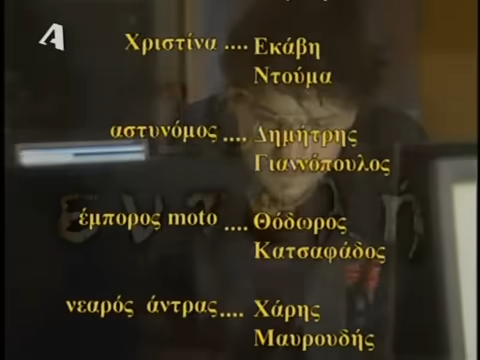 Α
Χριστίνα .... Εκάβη
Ντούμα
αστυνόμος .... Δημήτρης
Γιαννόπουλος
έμπορος moto .... Θόδωρος
Κατσαφάδος
νεαρός άντρας.... Χάρης
Μαυρουδής